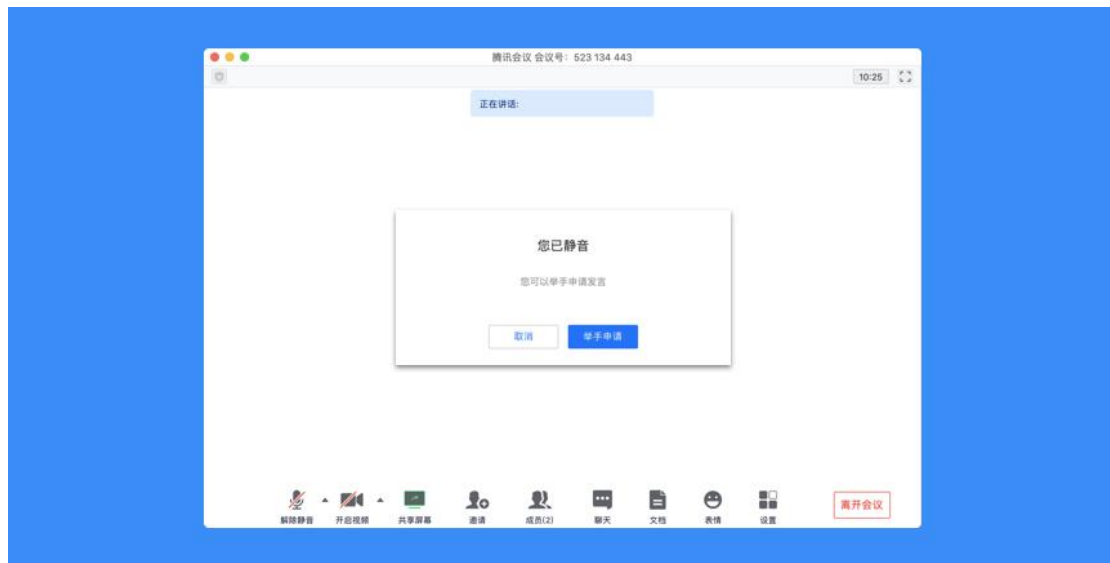 腾讯会议 会议号：523 134 443
10:25
正在讲话:
您已静音
您可以举手申请发言
取消 举手申请
解除静音 开启视频 共享屏幕 邀请 成员(2) 聊天 文档 表情 设置 离开会议